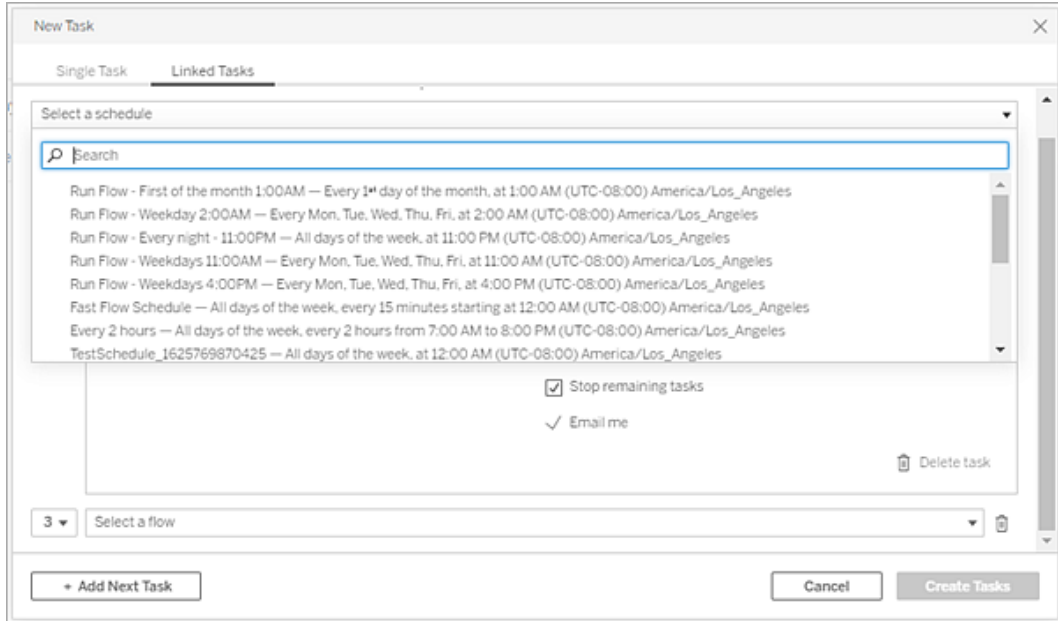 New Task
Single Task Linked Tasks
Select a schedule
Search
Run Flow - First of the month 1:00AM — Every 1st day of the month, at 1:00 AM (UTC-08:00) America/Los_Angeles
Run Flow - Weekday 2:00AM — Every Mon, Tue, Wed, Thu, Fri, at 2:00 AM (UTC-08:00) America/Los_Angeles
Run Flow - Every night - 11:00PM — All days of the week, at 11:00 PM (UTC-08:00) America/Los_Angeles
Run Flow - Weekdays 11:00AM — Every Mon, Tue, Wed, Thu, Fri, at 11:00 AM (UTC-08:00) America/Los_Angeles
Run Flow - Weekdays 4:00PM — Every Mon, Tue, Wed, Thu, Fri, at 4:00 PM (UTC-08:00) America/Los_Angeles
Fast Flow Schedule — All days of the week, every 15 minutes starting at 12:00 AM (UTC-08:00) America/Los_Angeles
Every 2 hours — All days of the week, every 2 hours from 7:00 AM to 8:00 PM (UTC-08:00) America/Los_Angeles
TestSchedule_1625769870425 — All days of the week, at 12:00 AM (UTC-08:00) America/Los_Angeles
Stop remaining tasks
Email me
Delete task
3 Select a flow
+ Add Next Task Cancel Create Tasks